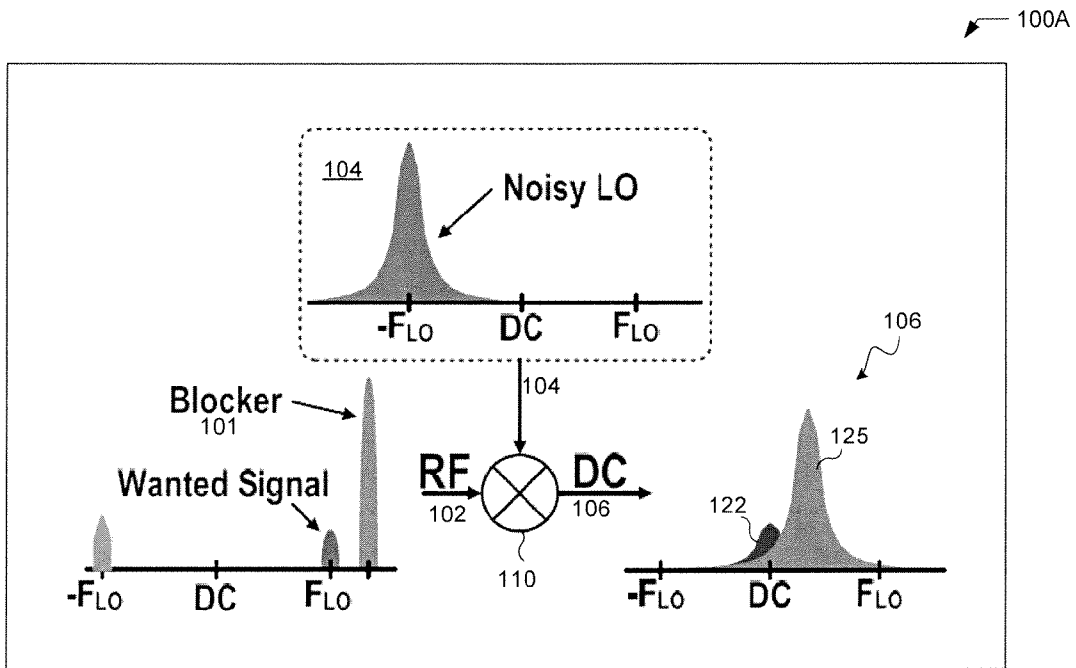 100A
104
Noisy LO
-FLO DC FLO
106
104
Blocker
101
125
RF DC
Wanted Signal
102 106
122
110
-FLO DC FLO
-FLO DC FLO